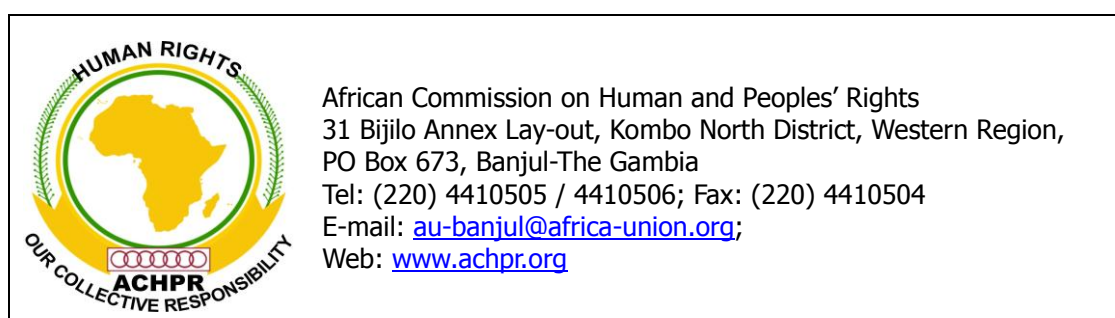 HUMAN RIGHTS
OUR COLLECTIVE RESPONSIBILITY
ACHPR
African Commission on Human and Peoples’ Rights
31 Bijilo Annex Lay-out, Kombo North District, Western Region,
PO Box 673, Banjul-The Gambia
Tel: (220) 4410505 / 4410506; Fax: (220) 4410504
E-mail: au-banjul@africa-union.org;
Web: www.achpr.org